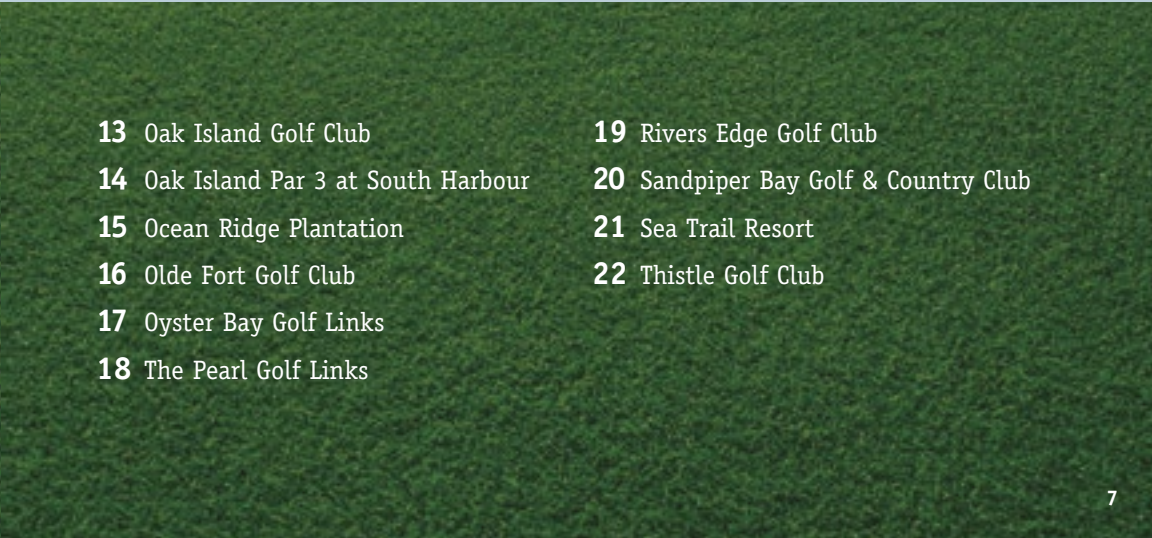 13 Oak Island Golf Club
14 Oak Island Par 3 at South Harbour
15 Ocean Ridge Plantation
16 Olde Fort Golf Club
17 Oyster Bay Golf Links
18 The Pearl Golf Links
19 Rivers Edge Golf Club
20 Sandpiper Bay Golf & Country Club
21 Sea Trail Resort
22 Thistle Golf Club
7